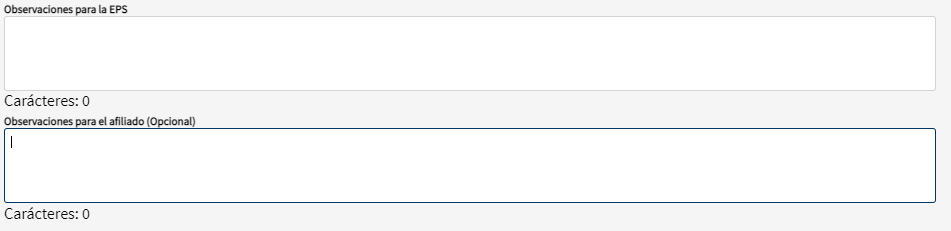 Observaciones para la EPS
Carácteres: 0
Observaciones para el afiliado (Opcional)
Carácteres: 0